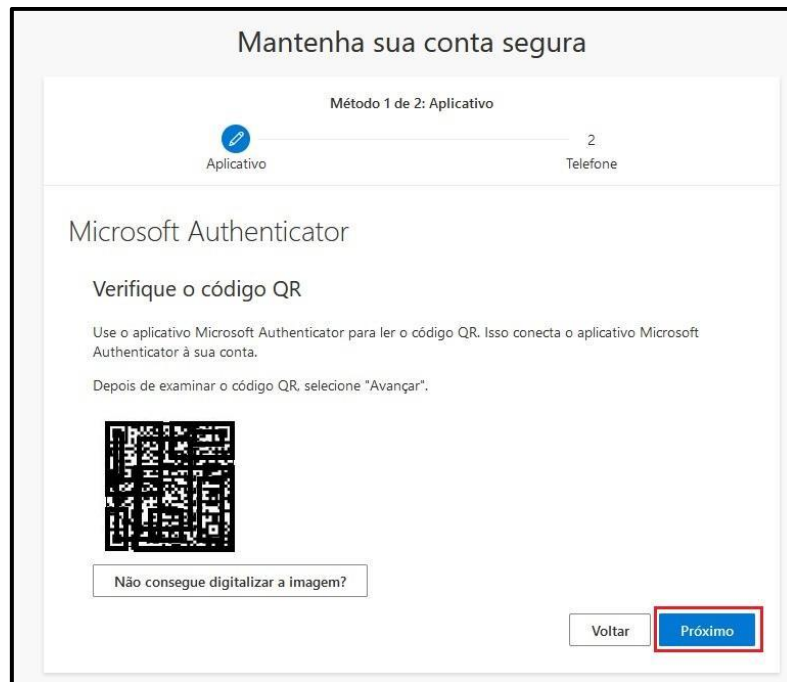 Mantenha sua conta segura
Método 1 de 2: Aplicativo
2
Aplicativo
Telefone
Microsoft Authenticator
Verifique o código QR
Use o aplicativo Microsoft Authenticator para ler o código QR. Isso conecta o aplicativo Microsoft
Authenticator à sua conta.
Depois de examinar o código QR, selecione "Avançar".
Não consegue digitalizar a imagem?
Voltar
Próximo